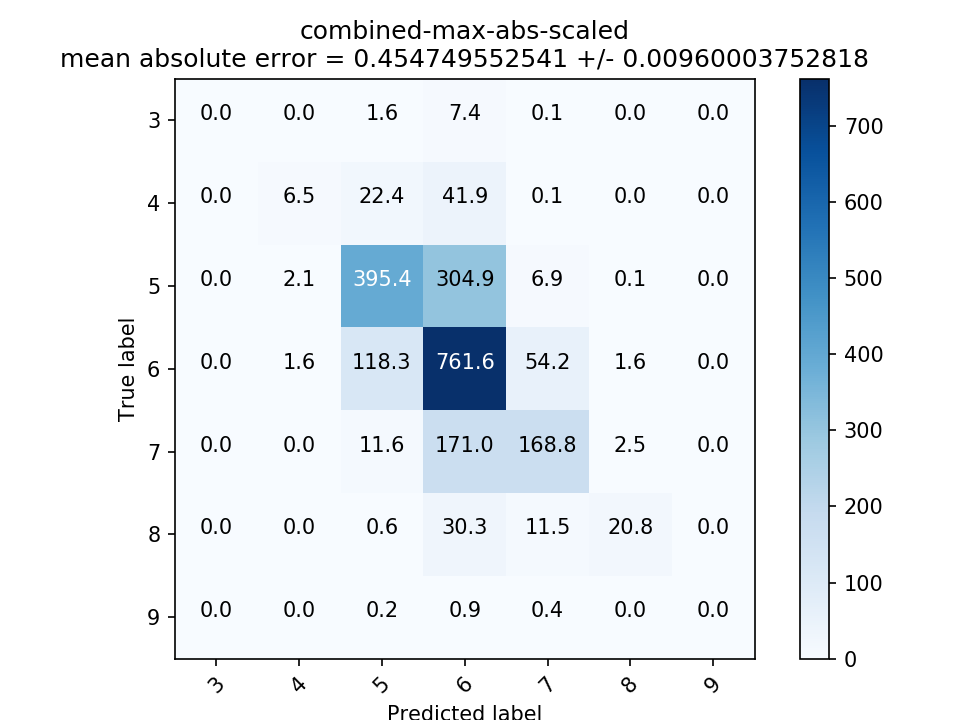 combined-max-abs-scaled
mean absolute error = 0.454749552541 +/- 0.00960003752818
3 0.0 0.0 1.6 7.4 0.1 0.0 0.0
4 0.0 6.5 22.4 41.9 0.1 0.0 0.0
5 0.0 2.1 395.4 304.9 6.9 0.1 0.0
6 0.0 1.6 118.3 761.6 54.2 1.6 0.0
7 0.0 0.0 11.6 171.0 168.8 2.5 0.0
8 0.0 0.0 0.6 30.3 11.5 20.8 0.0
9 0.0 0.0 0.2 0.9 0.4 0.0 0.0
3 4 5 6 7 8 9
True label
Predicted label
700
600
500
400
300
200
100
0